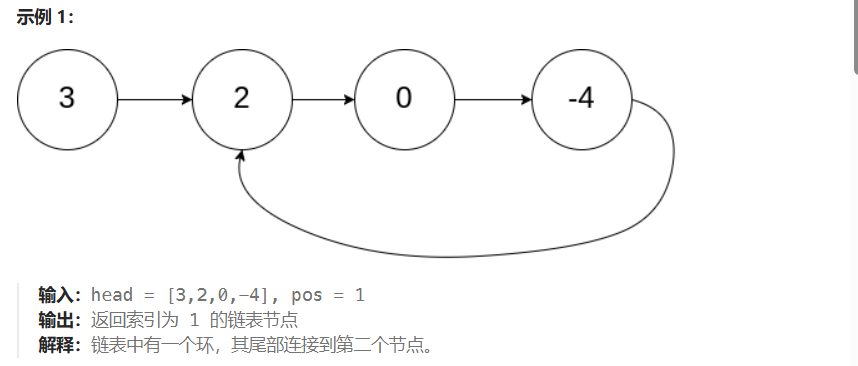 示例 1：
3 2 0 -4
输入：head = [3,2,0,-4], pos = 1
输出：返回索引为 1 的链表节点
解释：链表中有一个环，其尾部连接到第二个节点。